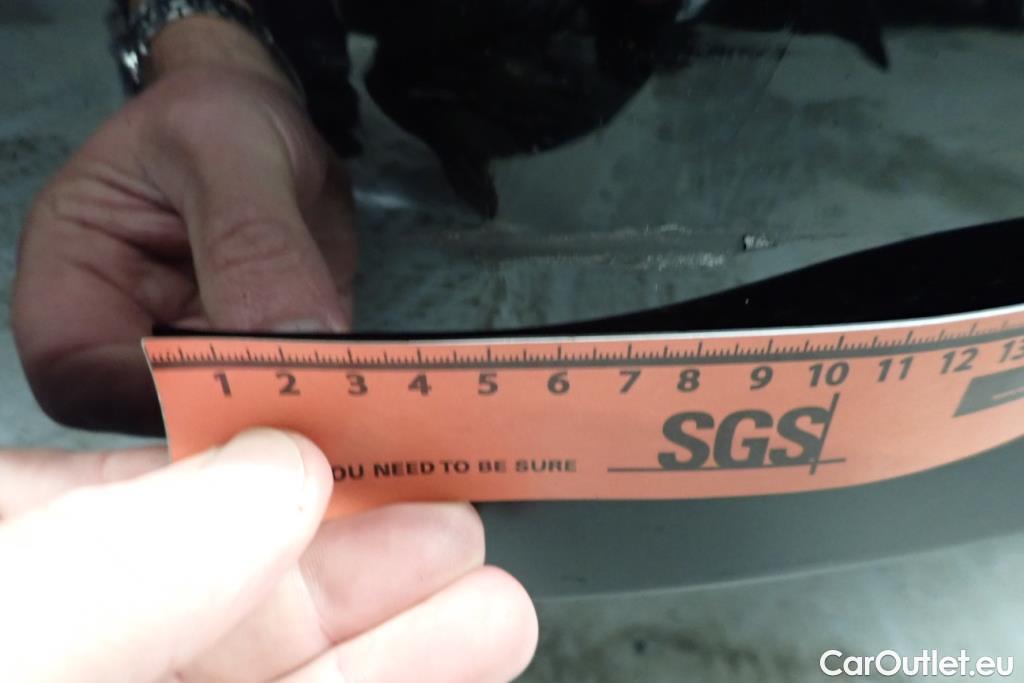 1 2 3 4 5 6 7 8 9 10 11 12 13
SGS
OU NEED TO BE SURE
CarOutlet.eu